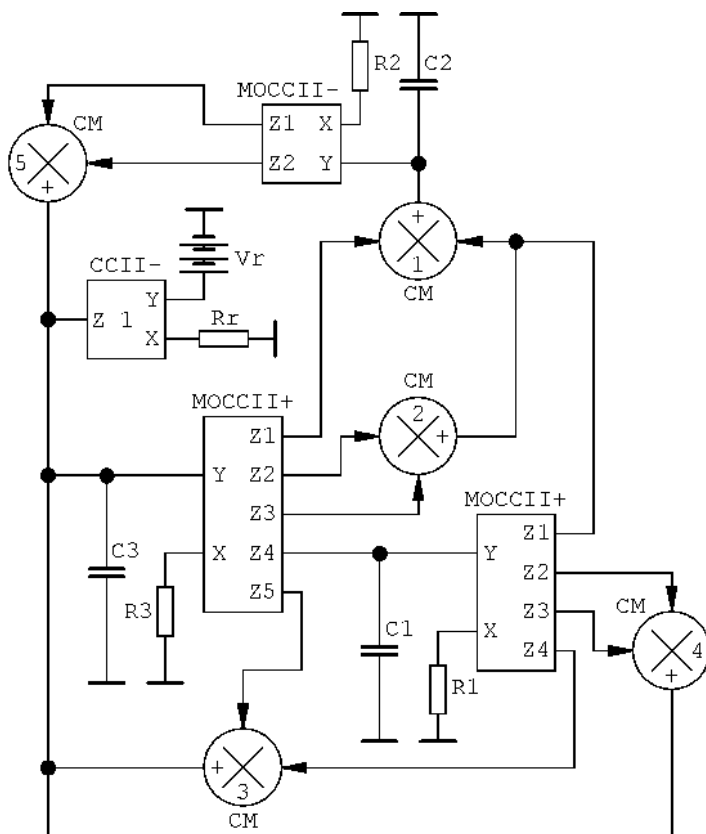 R2
C2
MOCCII-
CM
Z1 X
5
Z2 Y
+
+
Vr
CCII-
1
Y
CM
Z 1
Rr
X
CM
MOCCII+
2
Z1
+
Y
Z2
MOCCII+
Z3
Z1
C3
X
Z4
Y
Z2
Z5
CM
R3
Z3
C1
X
4
Z4
+
R1
+
3
CM